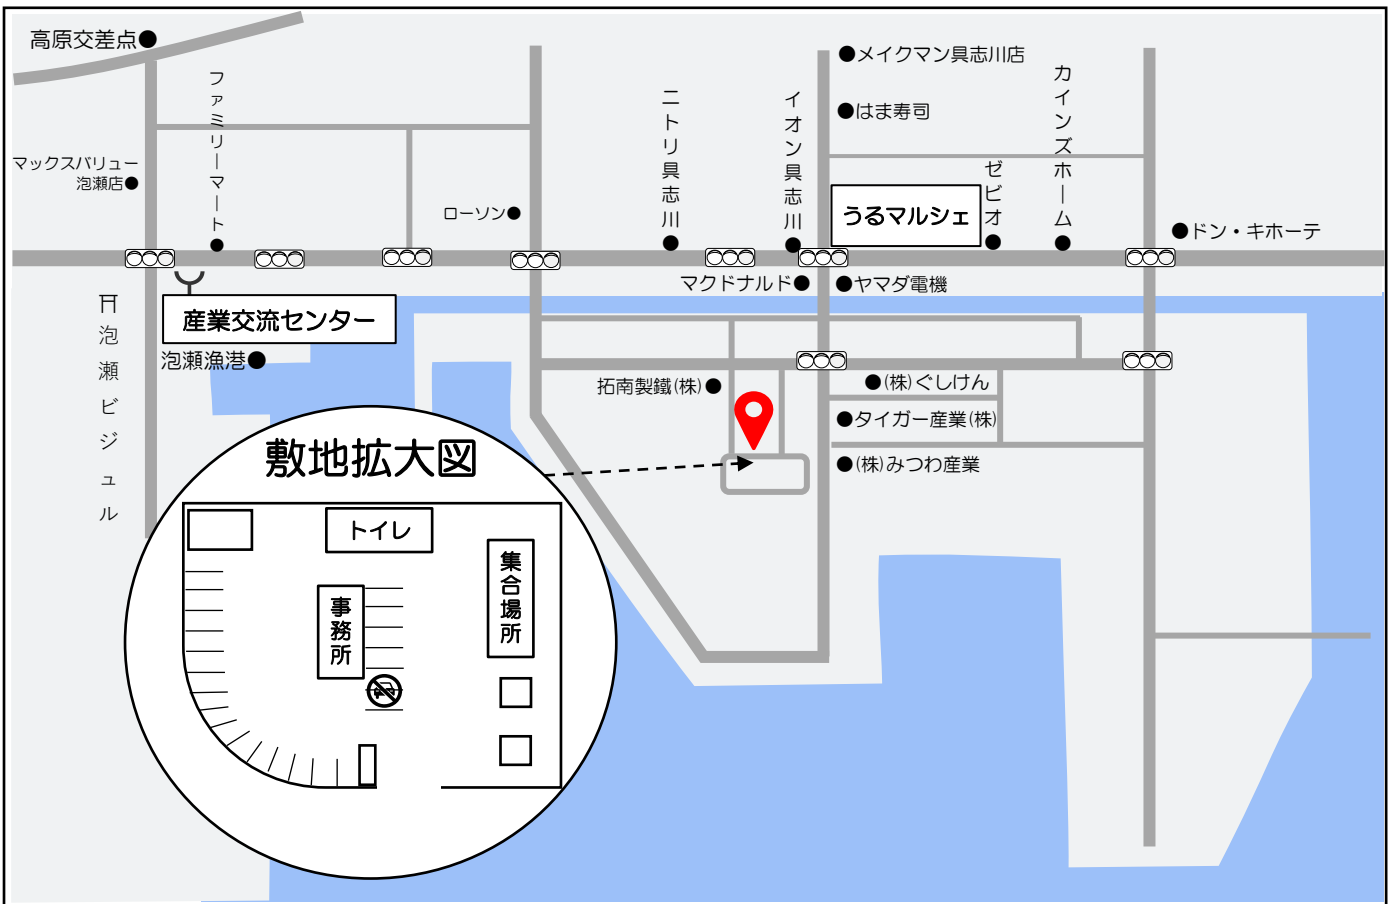 高原交差点
ファミリーマート
マックスバリュー
泡瀬店
ローソン
ニトリ具志川
イオン具志川
メイクマン具志川店
はま寿司
カインズホーム
ゼビオ
うるマルシェ
ドン・キホーテ
マクドナルド
ヤマダ電機
泡瀬ビジュル
産業交流センター
泡瀬漁港
拓南製鐵(株)
(株)ぐしけん
タイガー産業(株)
(株)みつわ産業
敷地拡大図
トイレ
集合場所
事務所